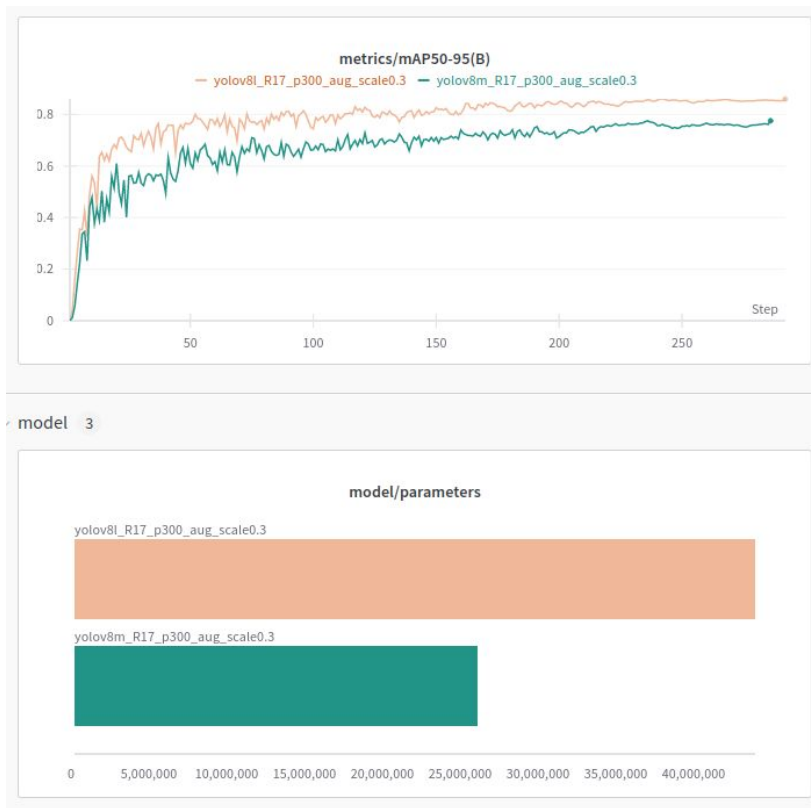 metrics/mAP50-95(B)
yolov8l_R17_p300_aug_scale0.3 yolov8m_R17_p300_aug_scale0.3
0.8
0.6
0.4
0.2
0
Step
50 100 150 200 250
model 3
model/parameters
yolov8l_R17_p300_aug_scale0.3
yolov8m_R17_p300_aug_scale0.3
0 5,000,000 10,000,000 15,000,000 20,000,000 25,000,000 30,000,000 35,000,000 40,000,000